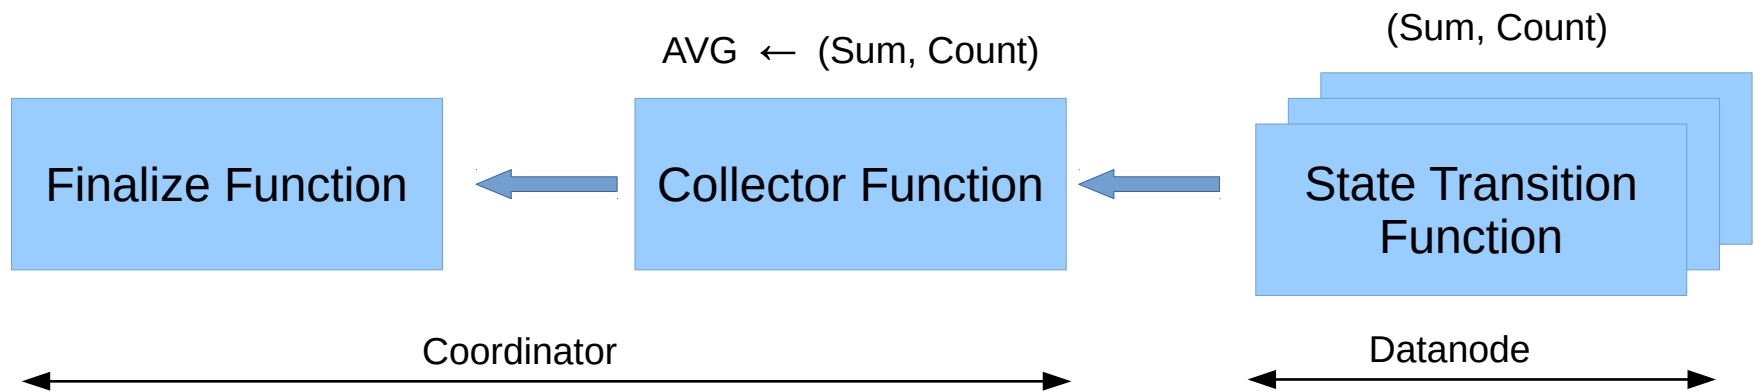 (Sum, Count)
AVG ← (Sum, Count)
Finalize Function
Collector Function
State Transition
Function
Coordinator
Datanode